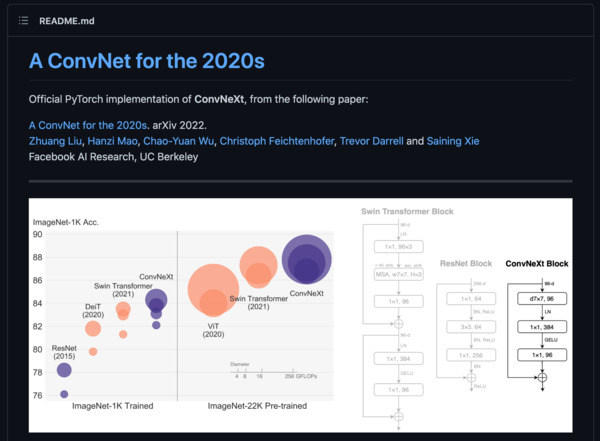 README.md
A ConvNet for the 2020s
Official PyTorch implementation of ConvNeXt, from the following paper:
A ConvNet for the 2020s. arXiv 2022.
Zhuang Liu, Hanzi Mao, Chao-Yuan Wu, Christoph Feichtenhofer, Trevor Darrell and Saining Xie
Facebook AI Research, UC Berkeley
ImageNet-1K Acc.
90
88
86
84
82
80
78
76
ResNet
(2015)
DeiT
(2020)
Swin Transformer
(2021)
ConvNeXt
ViT
(2020)
Swin Transformer
(2021)
ConvNeXt
Diameter
4 8 16 256 GFLOPs
ImageNet-1K Trained
ImageNet-22K Pre-trained
Swin Transformer Block
96-d
LN
1×1, 96×3
MSA, w7×7, H=3
1×1, 96
LN
1×1, 384
GELU
1×1, 96
ResNet Block
256-d
1×1, 64
BN, ReLU
3×3, 64
BN, ReLU
1×1, 256
BN
ReLU
ConvNeXt Block
96-d
d7×7, 96
LN
1×1, 384
GELU
1×1, 96